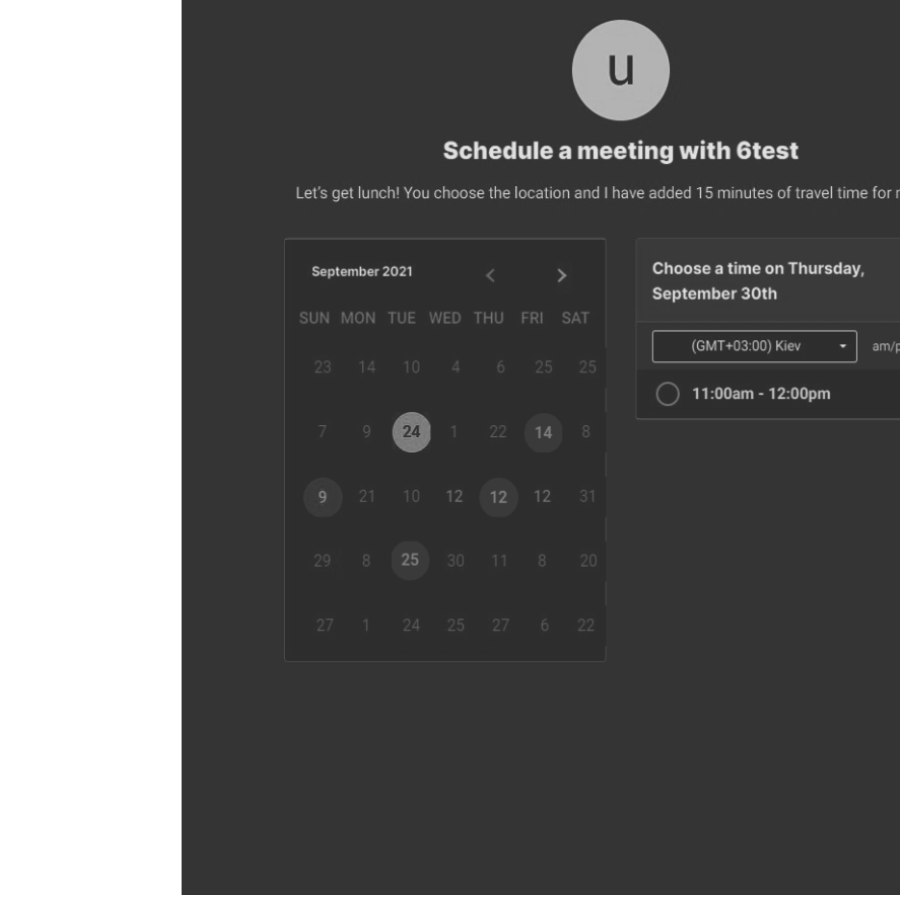 u
Schedule a meeting with 6test
Let's get lunch! You choose the location and I have added 15 minutes of travel time for
September 2021
SUN MON TUE WED THU FRI SAT
23 14 10 4 6 25 25
7 9 24 1 22 14 8
9 21 10 12 12 12 31
29 8 25 30 11 8 20
27 1 24 25 27 6 22
Choose a time on Thursday,
September 30th
(GMT+03:00) Kiev am/p
11:00am - 12:00pm